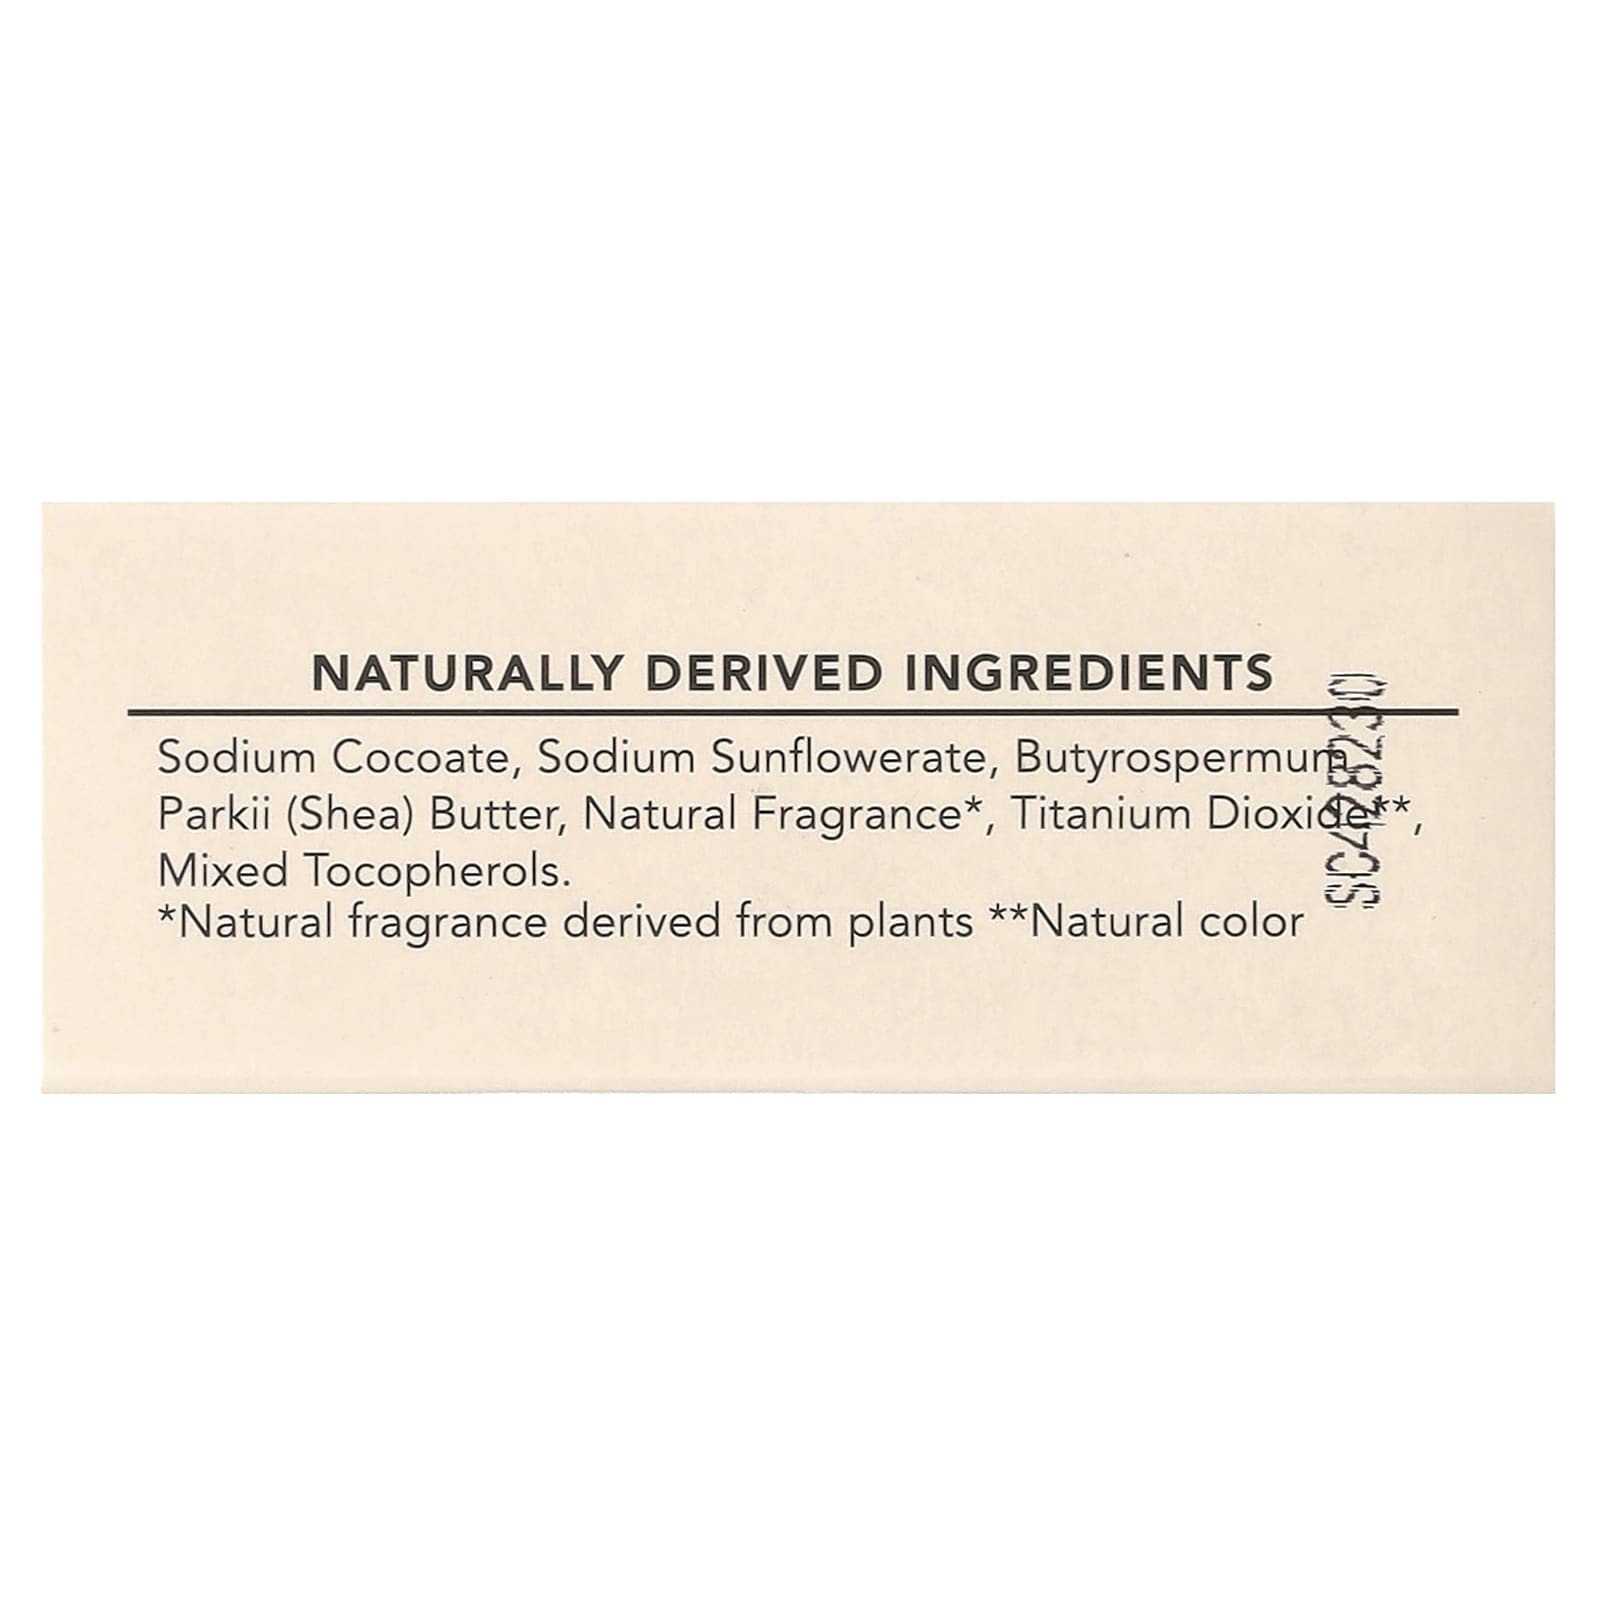 NATURALLY DERIVED INGREDIENTS
Sodium Cocoate, Sodium Sunflowerate, Butyrospermum
Parkii (Shea) Butter, Natural Fragrance*, Titanium Dioxide**,
Mixed Tocopherols.
*Natural fragrance derived from plants **Natural color